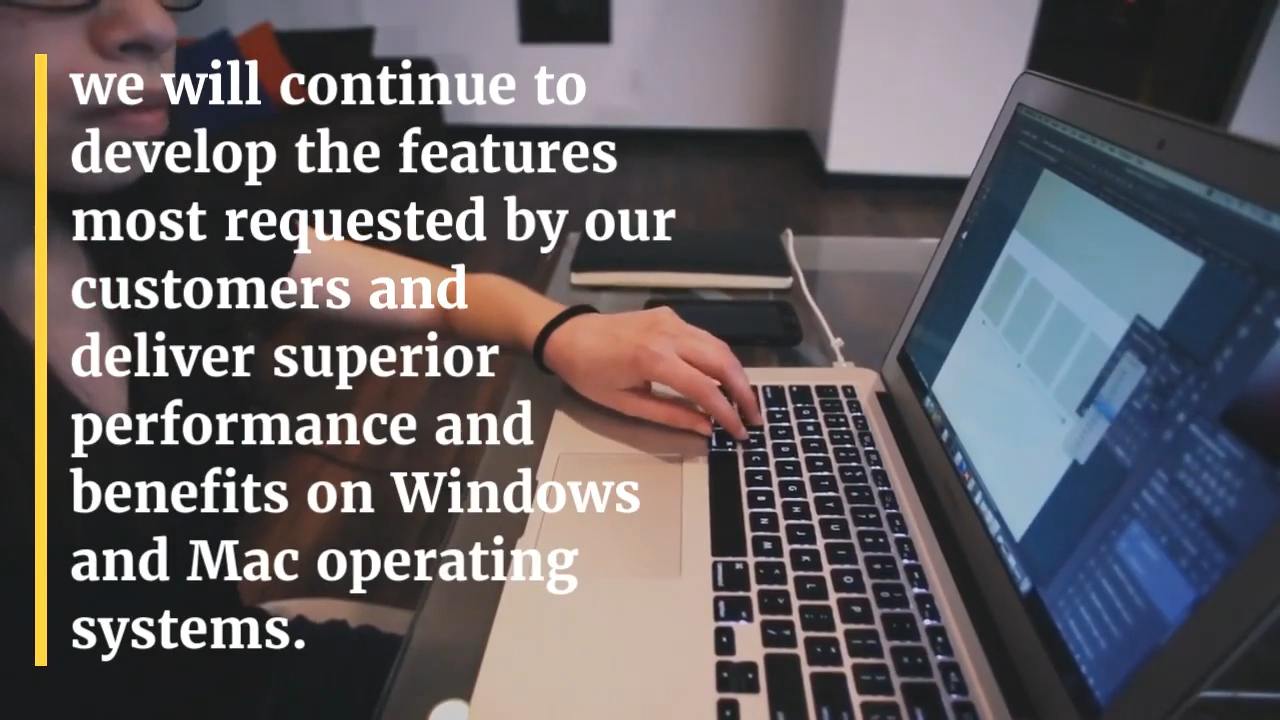 we will continue to
develop the features
most requested by our
customers and
deliver superior
performance and
benefits on Windows
and Mac operating
systems.